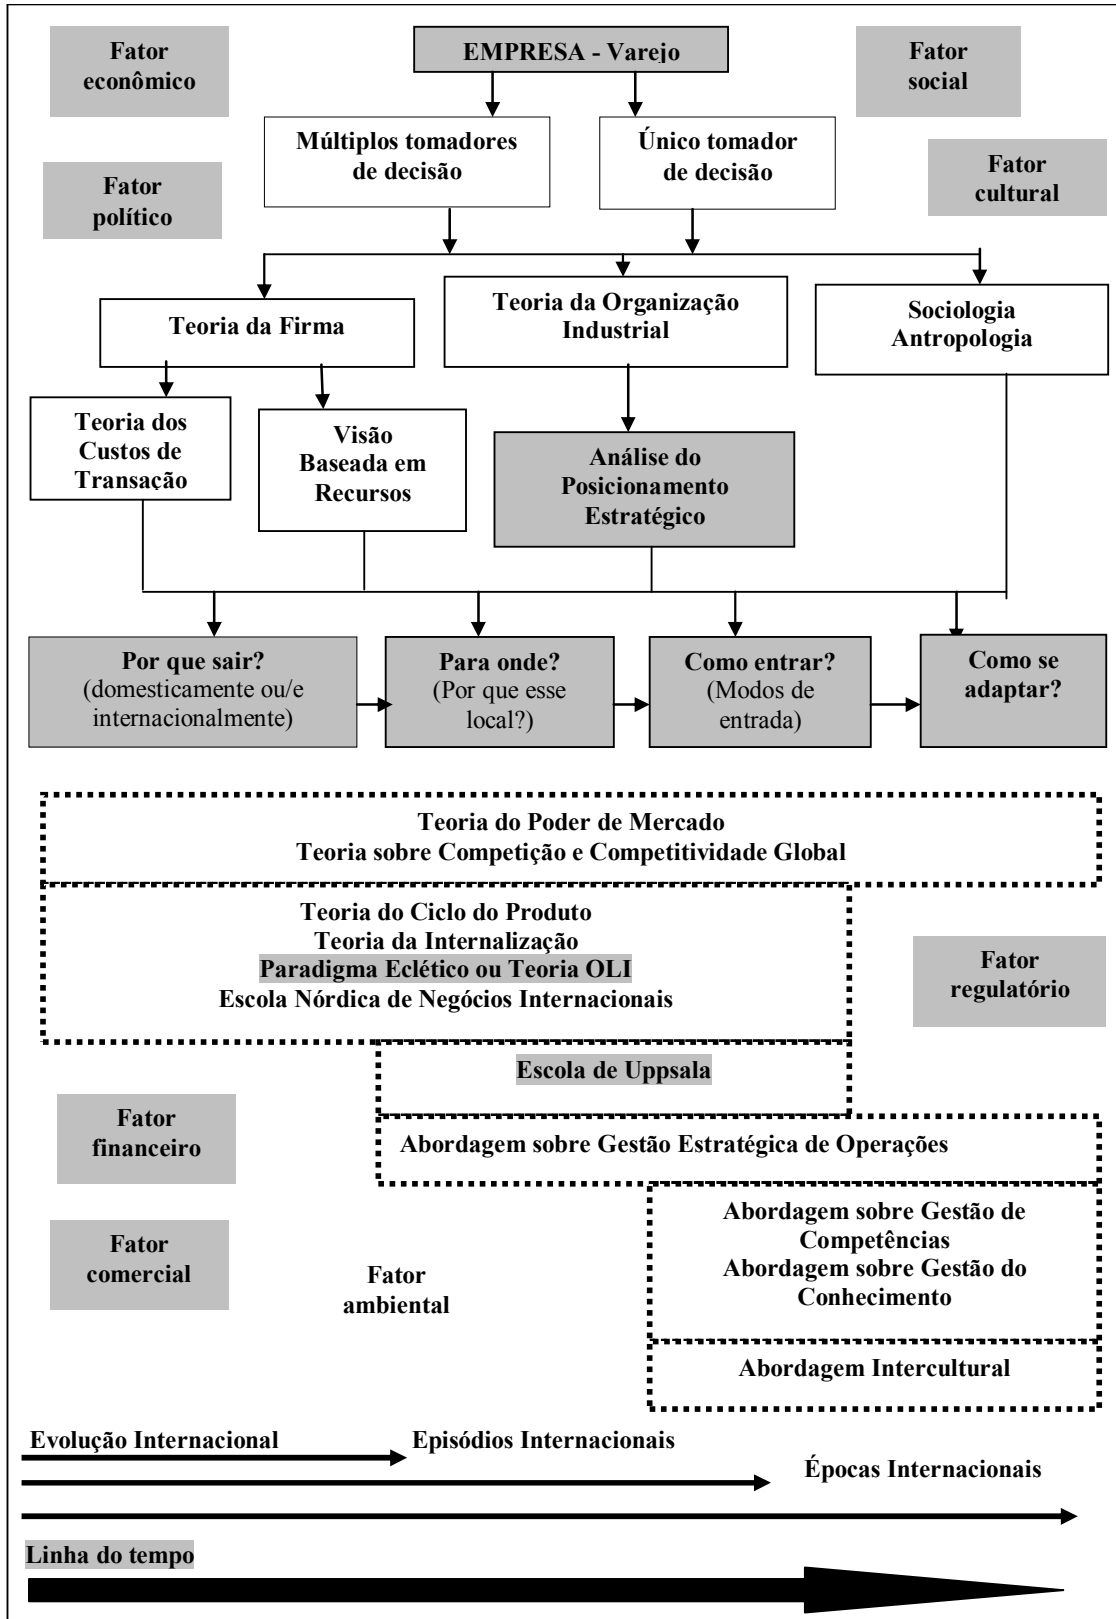 Fator
econômico
EMPRESA - Varejo
Fator
social
Múltiplos tomadores
de decisão
Único tomador
de decisão
Fator
político
Fator
cultural
Teoria da Firma
Teoria da Organização
Industrial
Sociologia
Antropologia
Teoria dos
Custos de
Transação
Visão
Baseada em
Recursos
Análise do
Posicionamento
Estratégico
Por que sair?
(domesticamente ou/e
internacionalmente)
Para onde?
(Por que esse
local?)
Como entrar?
(Modos de
entrada)
Como se
adaptar?
Teoria do Poder de Mercado
Teoria sobre Competição e Competitividade Global
Teoria do Ciclo do Produto
Teoria da Internalização
Paradigma Eclético ou Teoria OLI
Escola Nórdica de Negócios Internacionais
Fator
regulatório
Escola de Uppsala
Fator
financeiro
Abordagem sobre Gestão Estratégica de Operações
Abordagem sobre Gestão de
Competências
Abordagem sobre Gestão do
Conhecimento
Fator
comercial
Fator
ambiental
Abordagem Intercultural
Evolução Internacional
Episódios Internacionais
Épocas Internacionais
Linha do tempo